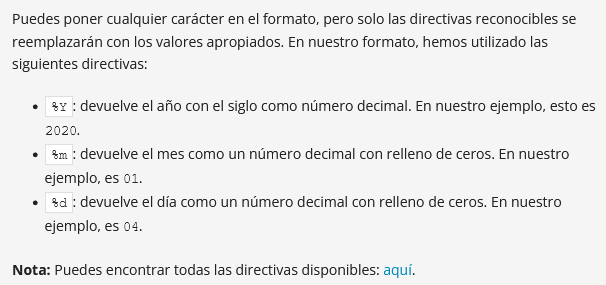 Puedes poner cualquier carácter en el formato, pero solo las directivas reconocibles se
reemplazarán con los valores apropiados. En nuestro formato, hemos utilizado las
siguientes directivas:
• %Y: devuelve el año con el siglo como número decimal. En nuestro ejemplo, esto es
2020.
• %m: devuelve el mes como un número decimal con relleno de ceros. En nuestro
ejemplo, es 01.
• %d: devuelve el día como un número decimal con relleno de ceros. En nuestro
ejemplo, es 04.
Nota: Puedes encontrar todas las directivas disponibles: aquí.